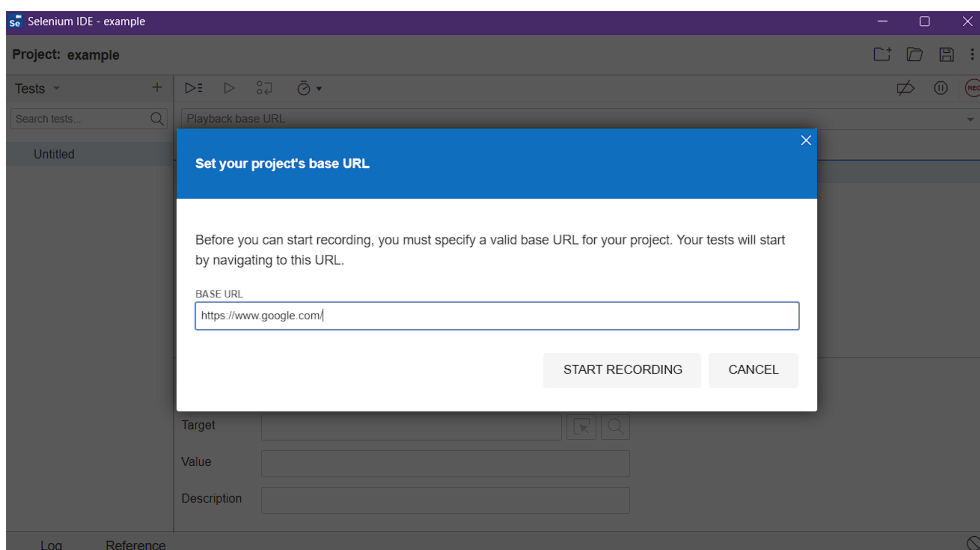 Se Selenium IDE - example
Project: example
Tests
Search tests...
Playback base URL
REC
Untitled
Set your project's base URL
Before you can start recording, you must specify a valid base URL for your project. Your tests will start
by navigating to this URL.
BASE URL
https://www.google.com/
START RECORDING CANCEL
Target
Value
Description
Log Reference